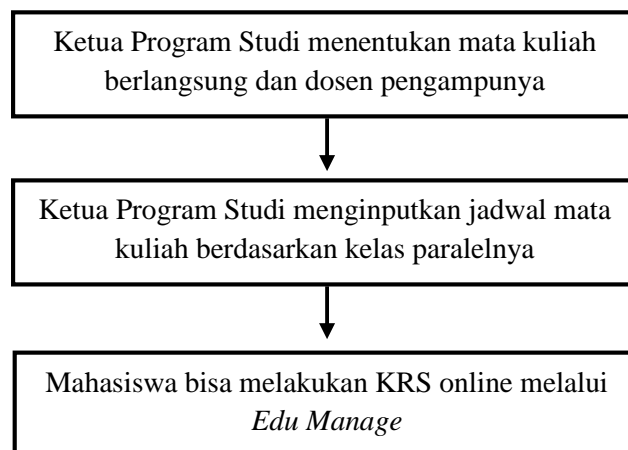 Ketua Program Studi menentukan mata kuliah
berlangsung dan dosen pengampunya
Ketua Program Studi menginputkan jadwal mata
kuliah berdasarkan kelas paralelnya
Mahasiswa bisa melakukan KRS online melalui
Edu Manage